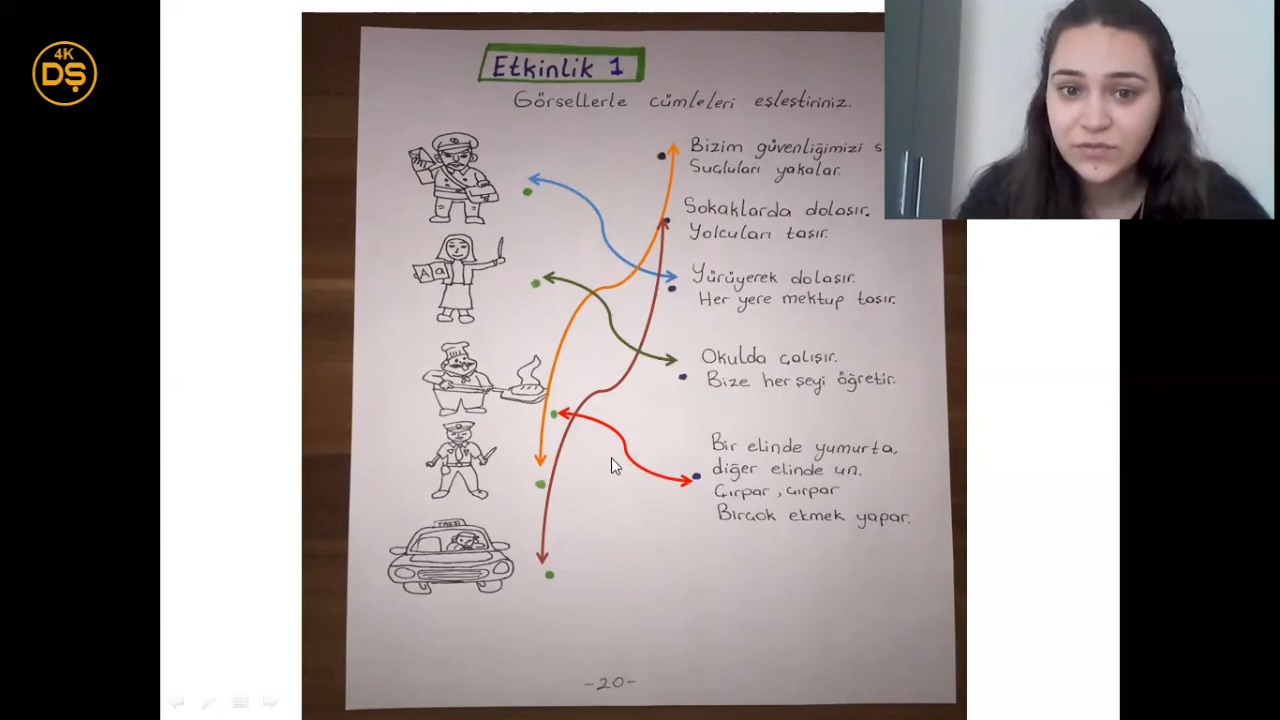 4K
DŞ
Etkinlik 1
Görsellerle cümleleri eşleştiriniz.
Bizim güvenliğimizi
Suçluları yakalar.
Sokaklarda dolaşır.
Yolcuları taşır.
Yürüyerek dolaşır.
Her yere mektup taşır.
Okulda çalışır.
Bize her şeyi öğretir.
Bir elinde yumurta,
diğer elinde un.
Çırpar, çırpar
Birçok ekmek yapar.
Aa
TAKSİ
-20-